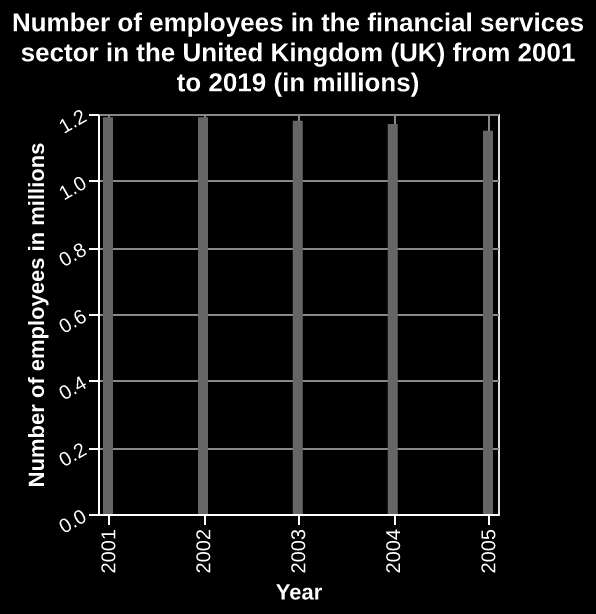 Number of employees in the financial services
sector in the United Kingdom (UK) from 2001
to 2019 (in millions)
Number of employees in millions
1.2
1.0
0.8
0.6
0.4
0.2
0.0
2001
2002
2003
2004
2005
Year